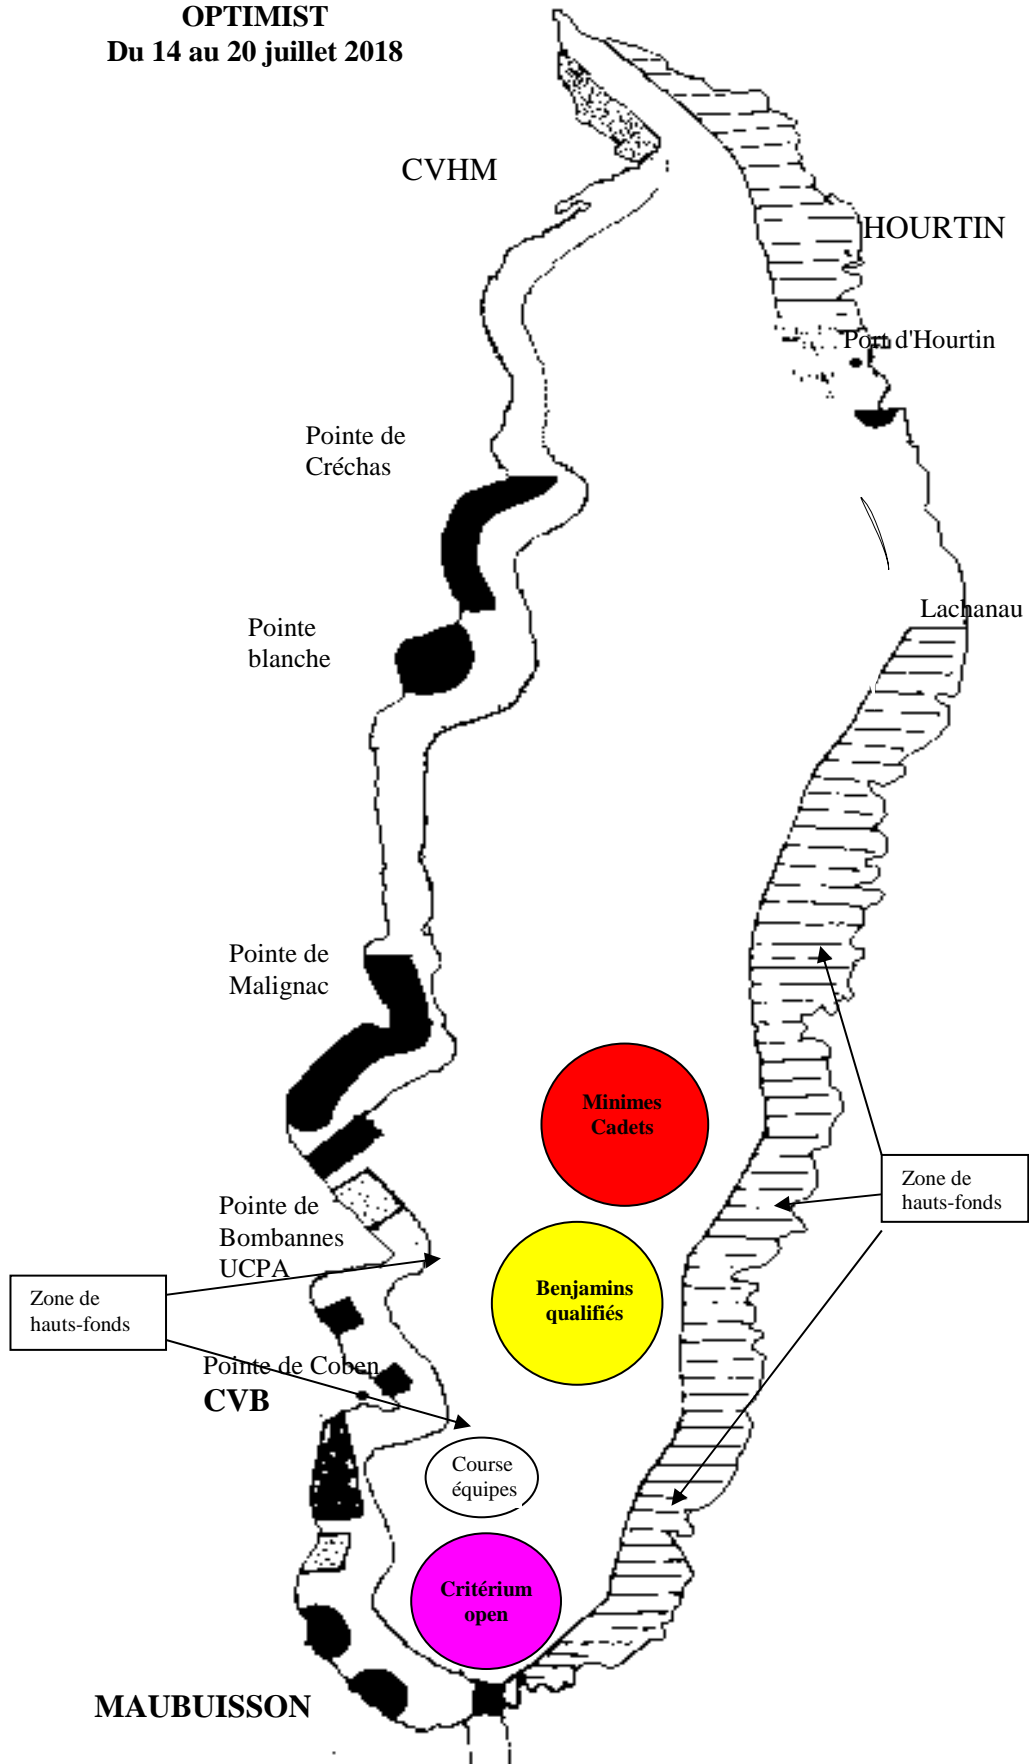 OPTIMIST
Du 14 au 20 juillet 2018
CVHM
HOURTIN
Port d'Hourtin
Pointe de
Créchas
Lachanau
Pointe
blanche
Pointe de
Malignac
Minimes
Cadets
Zone de
hauts-fonds
Pointe de
Bombannes
UCPA
Benjamins
qualifiés
Zone de
hauts-fonds
Pointe de Coben
CVB
Course
équipes
Critérium
open
MAUBUISSON